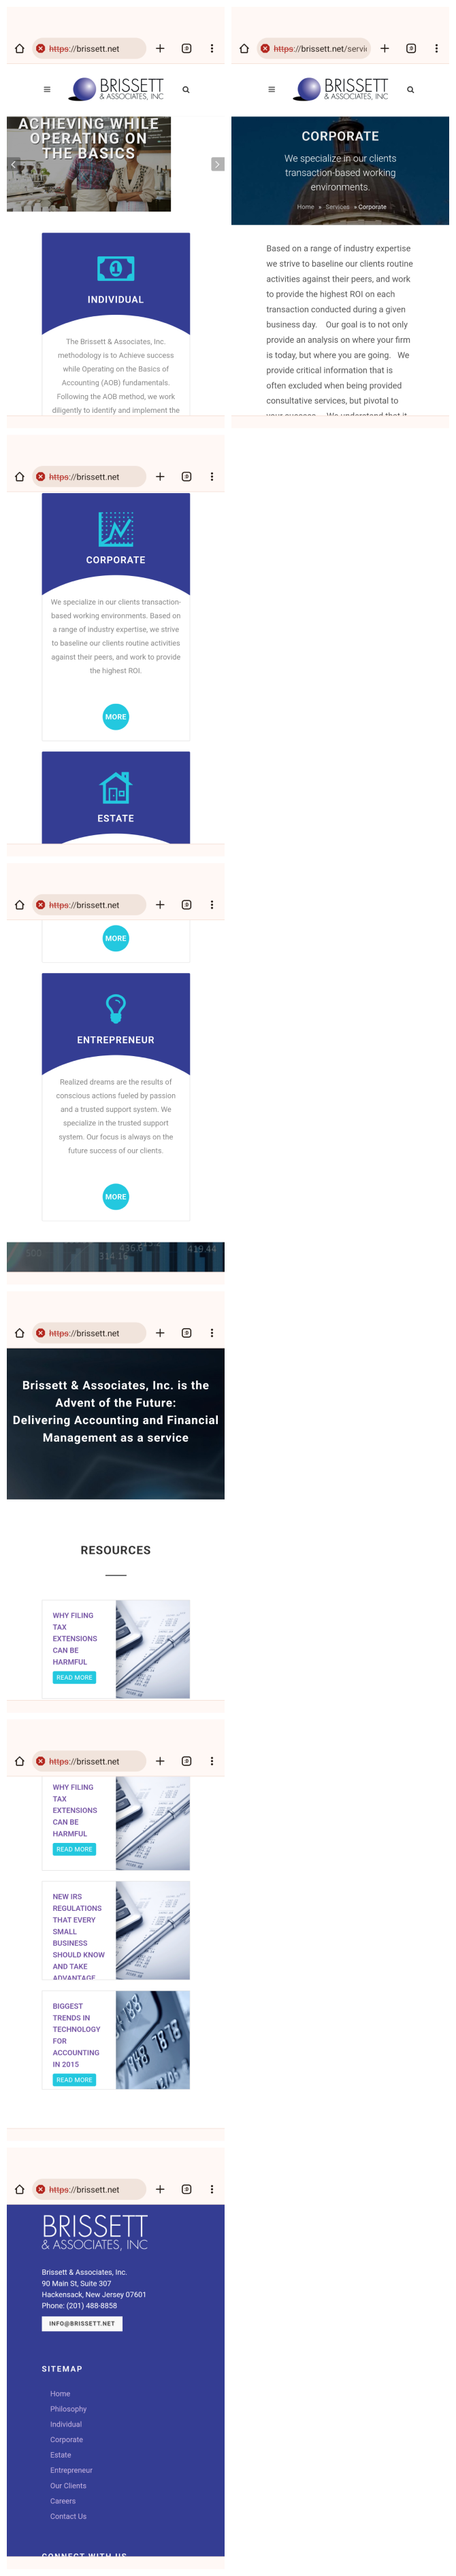 https://brissett.net
BRISSETT
& ASSOCIATES, INC
ACHIEVING WHILE
OPERATING ON
THE BASICS
INDIVIDUAL
The Brissett & Associates, Inc.
methodology is to Achieve success
while Operating on the Basics of
Accounting (AOB) fundamentals.
Following the AOB method, we work
diligently to identify and implement the
https://brissett.net/servic
BRISSETT
& ASSOCIATES, INC
CORPORATE
We specialize in our clients
transaction-based working
environments.
Home » Services » Corporate
Based on a range of industry expertise
we strive to baseline our clients routine
activities against their peers, and work
to provide the highest ROI on each
transaction conducted during a given
business day. Our goal is to not only
provide an analysis on where your firm
is today, but where you are going. We
provide critical information that is
often excluded when being provided
consultative services, but pivotal to
your success. We understand that it
https://brissett.net
CORPORATE
We specialize in our clients transaction-
based working environments. Based on
a range of industry expertise, we strive
to baseline our clients routine activities
against their peers, and work to provide
the highest ROI.
MORE
ESTATE
https://brissett.net
MORE
ENTREPRENEUR
Realized dreams are the results of
conscious actions fueled by passion
and a trusted support system. We
specialize in the trusted support
system. Our focus is always on the
future success of our clients.
MORE
419.44
https://brissett.net
Brissett & Associates, Inc. is the
Advent of the Future:
Delivering Accounting and Financial
Management as a service
RESOURCES
WHY FILING
TAX
EXTENSIONS
CAN BE
HARMFUL
READ MORE
https://brissett.net
WHY FILING
TAX
EXTENSIONS
CAN BE
HARMFUL
READ MORE
NEW IRS
REGULATIONS
THAT EVERY
SMALL
BUSINESS
SHOULD KNOW
AND TAKE
ADVANTAGE
BIGGEST
TRENDS IN
TECHNOLOGY
FOR
ACCOUNTING
IN 2015
READ MORE
https://brissett.net
BRISSETT
& ASSOCIATES, INC
Brissett & Associates, Inc.
90 Main St, Suite 307
Hackensack, New Jersey 07601
Phone: (201) 488-8858
INFO@BRISSETT.NET
SITEMAP
Home
Philosophy
Individual
Corporate
Estate
Entrepreneur
Our Clients
Careers
Contact Us
CONNECT WITH US